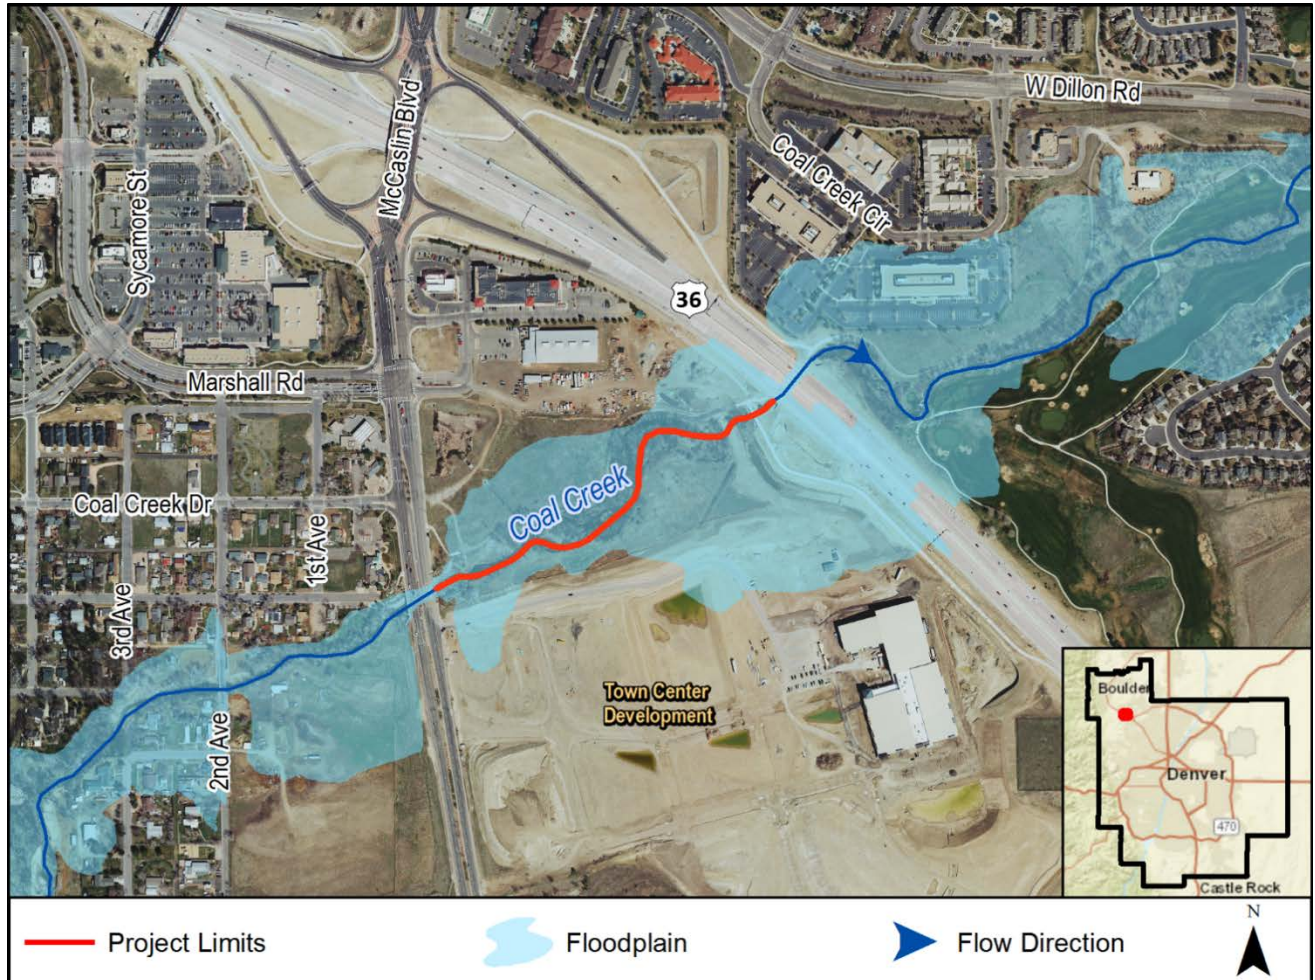 W Dillon Rd
McCaslin Blvd
Coal Creek Cir
Sycamore St
36
Marshall Rd
Coal Creek
Coal Creek Dr
1st Ave
3rd Ave
2nd Ave
Town Center
Development
Boulder
Denver
470
Castle Rock
Project Limits
Floodplain
Flow Direction
N